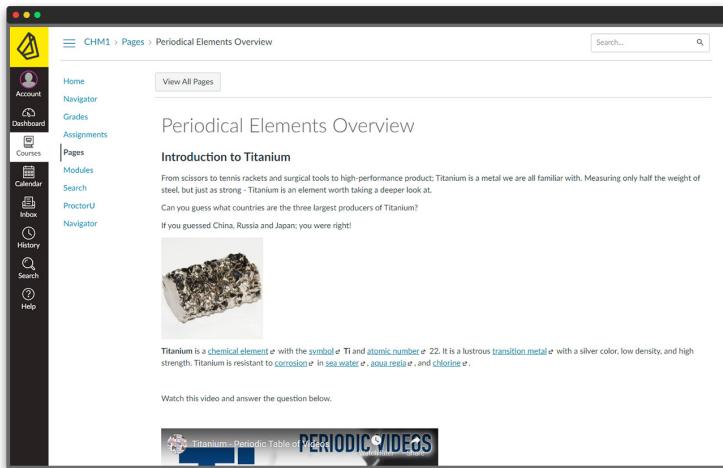 CHM1 > Pages > Periodical Elements Overview
Search...
Account
Dashboard
Courses
Calendar
Inbox
History
Search
Help
Home
Navigator
Grades
Assignments
Pages
Modules
Search
ProctorU
Navigator
View All Pages
Periodical Elements Overview
Introduction to Titanium
From scissors to tennis rackets and surgical tools to high-performance product; Titanium is a metal we are all familiar with. Measuring only half the weight of
steel, but just as strong - Titanium is an element worth taking a deeper look at.
Can you guess what countries are the three largest producers of Titanium?
If you guessed China, Russia and Japan; you were right!
Titanium is a chemical element with the symbol Ti and atomic number 22. It is a lustrous transition metal with a silver color, low density, and high
strength. Titanium is resistant to corrosion in sea water, aqua regia, and chlorine.
Watch this video and answer the question below.
Titanium - Periodic Table of Videos
PERIODIC VIDEOS
Watch later
Share
Ti